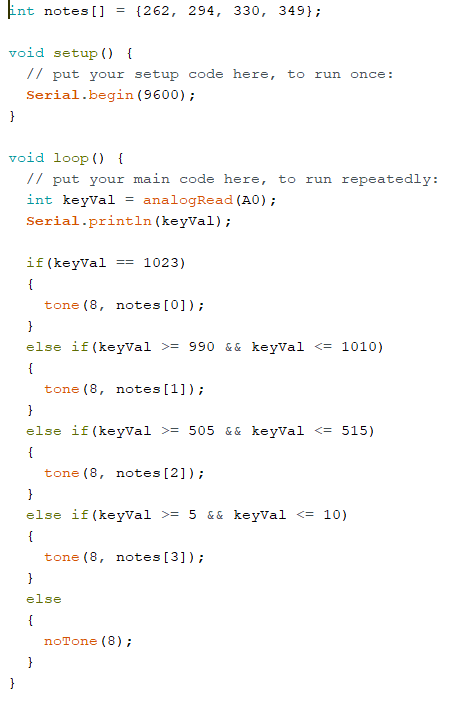 int notes[] = {262, 294, 330, 349};

void setup() {
  // put your setup code here, to run once:
  Serial.begin(9600);
}

void loop() {
  // put your main code here, to run repeatedly:
  int keyVal = analogRead(A0);
  Serial.println(keyVal);

  if(keyVal == 1023)
  {
    tone(8, notes[0]);
  }
  else if(keyVal >= 990 && keyVal <= 1010)
  {
    tone(8, notes[1]);
  }
  else if(keyVal >= 505 && keyVal <= 515)
  {
    tone(8, notes[2]);
  }
  else if(keyVal >= 5 && keyVal <= 10)
  {
    tone(8, notes[3]);
  }
  else
  {
    noTone(8);
  }
}